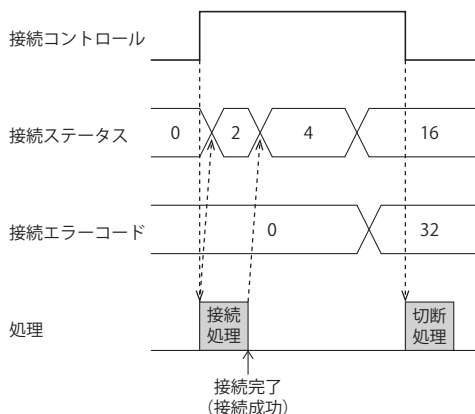 接続コントロール
接続ステータス
0 2 4 16
接続エラーコード
0 32
処理
接続
処理
切断
処理
接続完了
(接続成功)